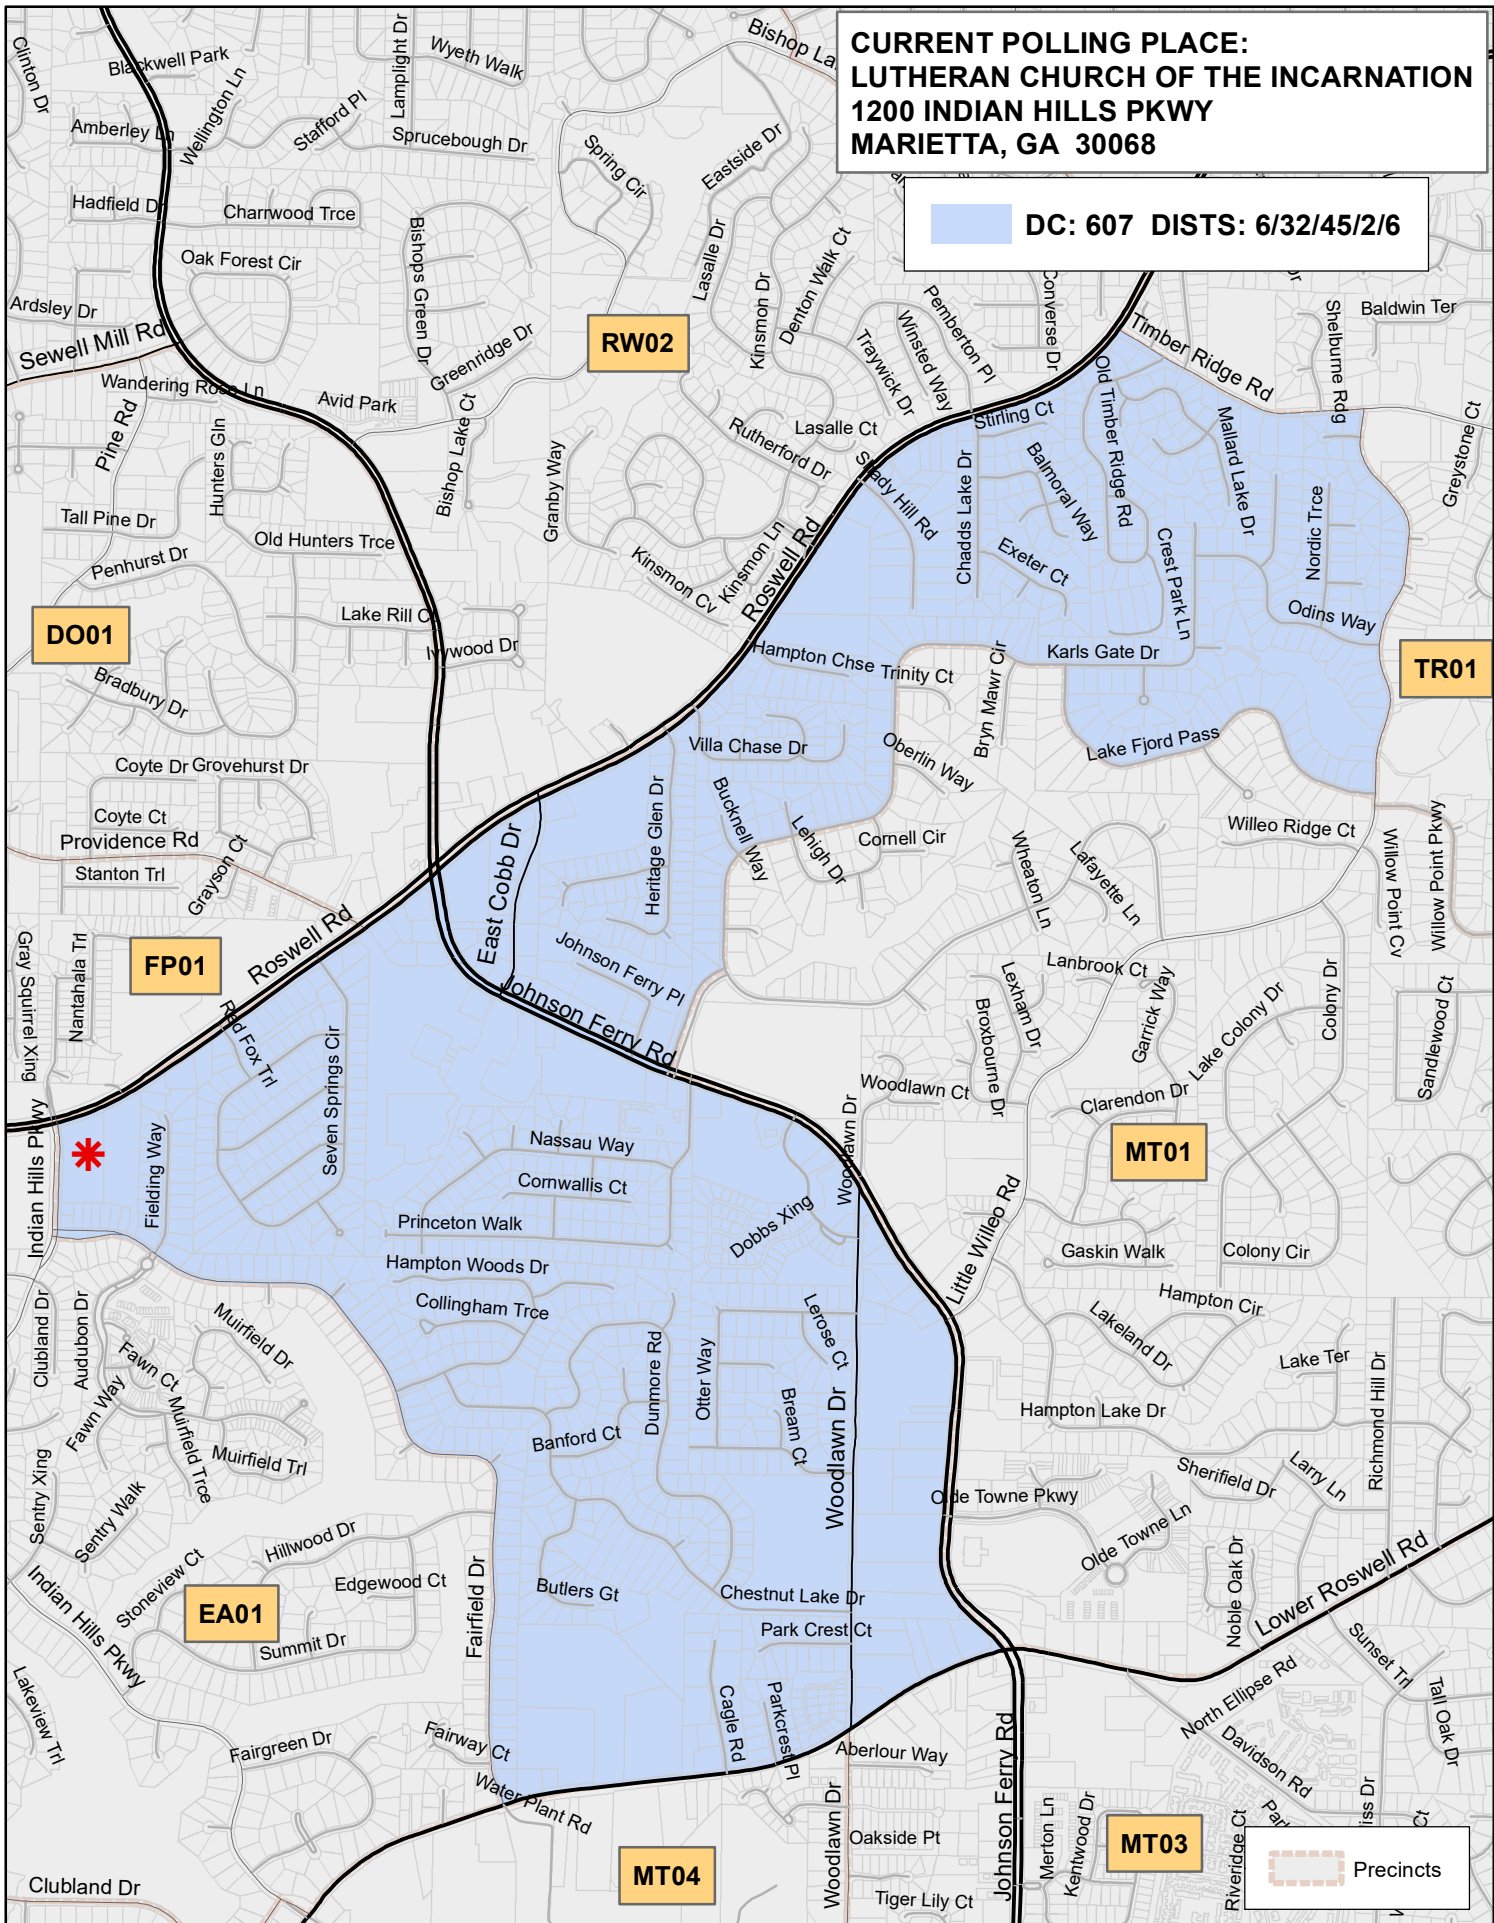 CURRENT POLLING PLACE:
LUTHERAN CHURCH OF THE INCARNATION
1200 INDIAN HILLS PKWY
MARIETTA, GA 30068
DC: 607 DISTS: 6/32/45/2/6
Clinton Dr
Blackwell Park
Lamplight Dr
Wyeth Walk
Bishop
Amberley Ln
Wellington Ln
Stafford Pl
Sprucebough Dr
Spring Cir
Eastside Dr
Hadfield Dr
Charrwood Trce
Bishops Green Dr
Lasalle Dr
Kinsmon Dr
Denton Walk Ct
Oak Forest Cir
Ardsley Dr
Sewell Mill Rd
Greenridge Dr
RW02
Traywick Dr
Winsted Way
Pemberton Pl
Converse Dr
Timber Ridge Rd
Shelburne Rdg
Baldwin Ter
Wandering Rose Ln
Avid Park
Pine Rd
Hunters Gln
Bishop Lake Ct
Granby Way
Rutherford Dr
Lasalle Ct
Stirling Ct
Old Timber Ridge Rd
Mallard Lake Dr
Greystone Ct
Shady Hill Rd
Chadds Lake Dr
Balmoral Way
Tall Pine Dr
Old Hunters Trce
Penhurst Dr
Kinsmon Cv
Kinsmon Ln
Roswell Rd
Exeter Ct
Crest Park Ln
Nordic Trce
Odins Way
DO01
Lake Rill Ct
Ivywood Dr
Hampton Chse
Trinity Ct
Bryn Mawr Cir
Karls Gate Dr
TR01
Bradbury Dr
Villa Chase Dr
Oberlin Way
Lake Fjord Pass
Coyte Dr
Grovehurst Dr
Coyte Ct
Providence Rd
Stanton Trl
Grayson Ct
East Cobb Dr
Heritage Glen Dr
Bucknell Way
Lehigh Dr
Cornell Cir
Wheaton Ln
Lafayette Ln
Willeo Ridge Ct
Willow Point Pkwy
Willow Point Cv
Gray Squirrel Xing
Nantahala Trl
FP01
Roswell Rd
Johnson Ferry Pl
Johnson Ferry Rd
Lanbrook Ct
Lexham Dr
Broxbourne Dr
Garrick Way
Lake Colony Dr
Colony Dr
Sandlewood Ct
Red Fox Trl
Seven Springs Cir
Woodlawn Ct
Clarendon Dr
Indian Hills Pkwy
Fielding Way
Nassau Way
Woodlawn Dr
MT01
Cornwallis Ct
Princeton Walk
Dobbs Xing
Little Willeo Rd
Gaskin Walk
Colony Cir
Hampton Woods Dr
Collingham Trce
Clubland Dr
Audubon Dr
Muirfield Dr
Lerose Ct
Hampton Cir
Lakeland Dr
Fawn Ct
Dunmore Rd
Otter Way
Lake Ter
Richmond Hill Dr
Fawn Way
Muirfield Trce
Muirfield Trl
Banford Ct
Bream Ct
Woodlawn Dr
Hampton Lake Dr
Sherifield Dr
Larry Ln
Sentry Xing
Sentry Walk
Olde Towne Pkwy
Olde Towne Ln
Hillwood Dr
Stoneview Ct
Edgewood Ct
Fairfield Dr
Butlers Gt
Chestnut Lake Dr
Noble Oak Dr
Lower Roswell Rd
Indian Hills Pkwy
EA01
Summit Dr
Park Crest Ct
Sunset Trl
Lakeview Trl
Cagle Rd
Parkcrest Pl
North Ellipse Rd
Tall Oak Dr
Fairgreen Dr
Fairway Ct
Water Plant Rd
Aberlour Way
Davidson Rd
Woodlawn Dr
Johnson Ferry Rd
Merton Ln
Kentwood Dr
MT03
Riveridge Ct
Oakside Pt
MT04
Clubland Dr
Tiger Lily Ct
Precincts